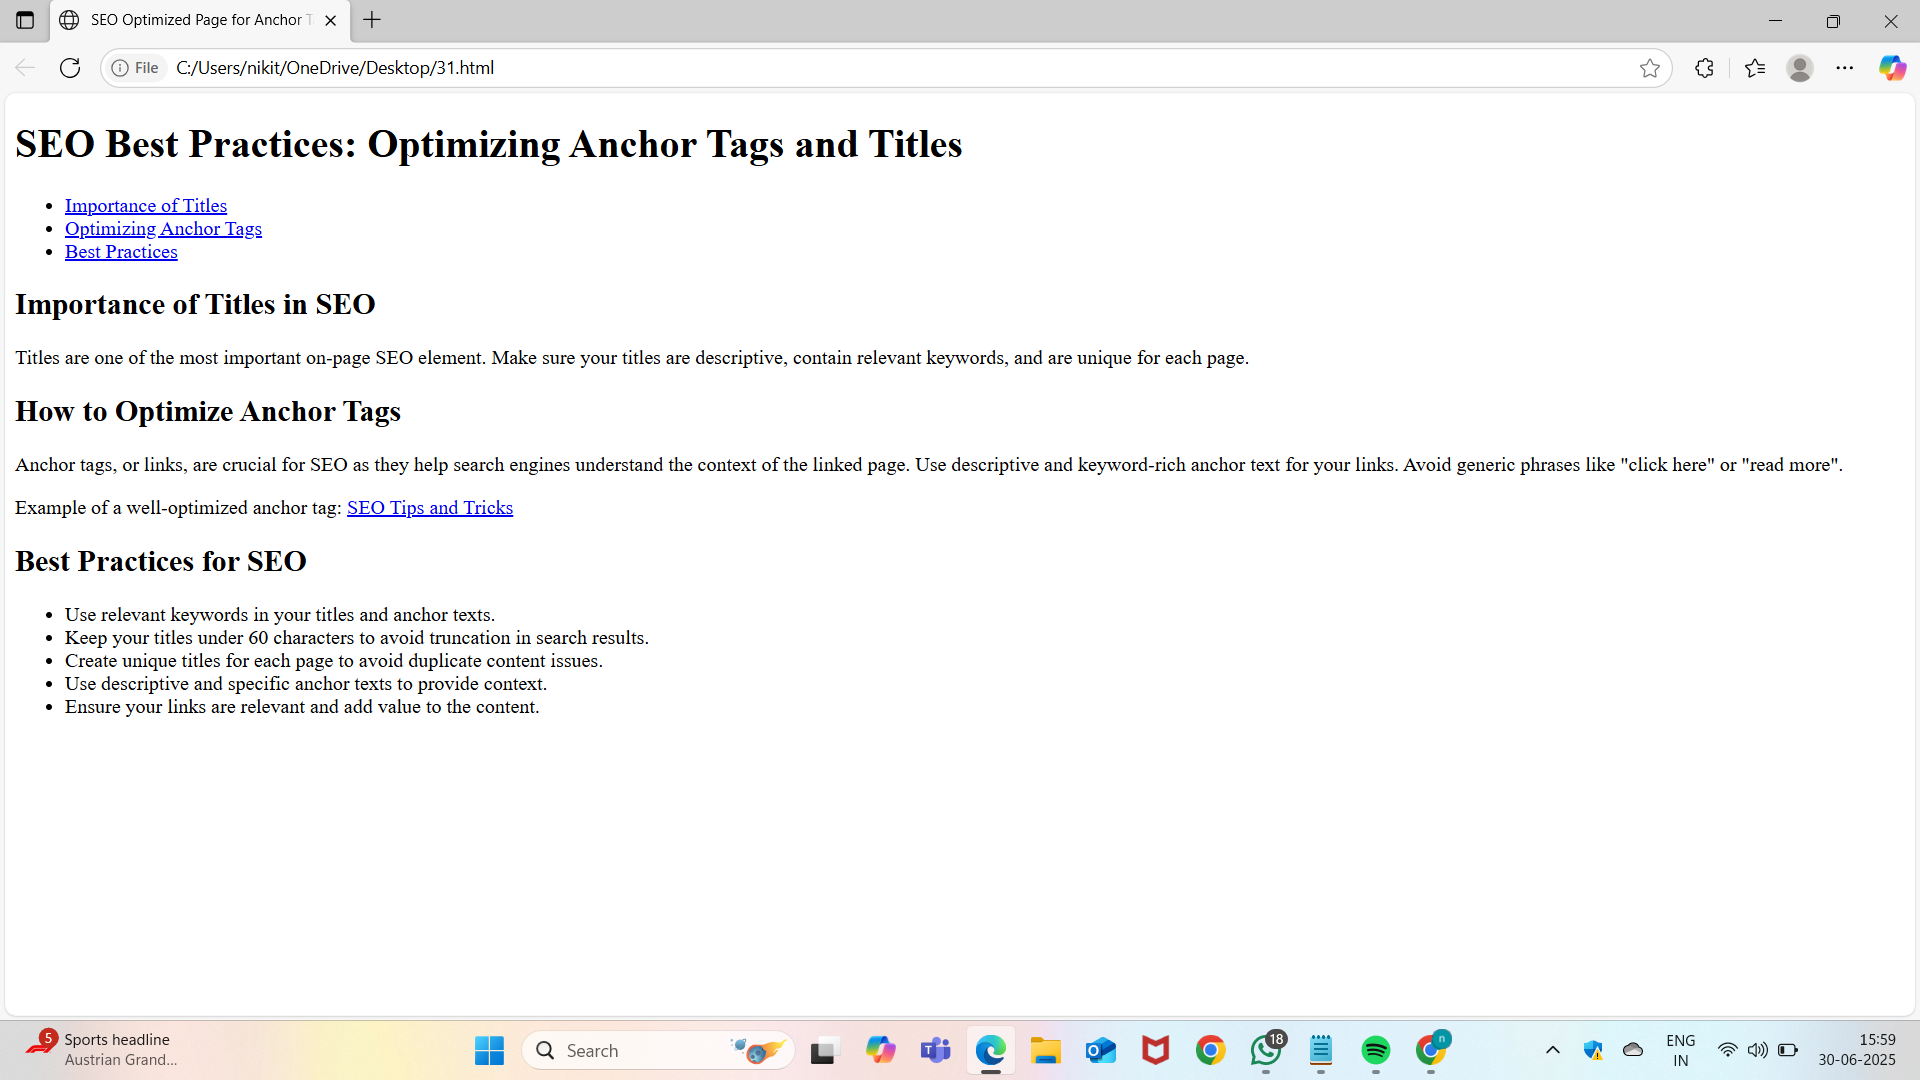 SEO Optimized Page for Anchor T
File C:/Users/nikit/OneDrive/Desktop/31.html
SEO Best Practices: Optimizing Anchor Tags and Titles
Importance of Titles
Optimizing Anchor Tags
Best Practices
Importance of Titles in SEO
Titles are one of the most important on-page SEO element. Make sure your titles are descriptive, contain relevant keywords, and are unique for each page.
How to Optimize Anchor Tags
Anchor tags, or links, are crucial for SEO as they help search engines understand the context of the linked page. Use descriptive and keyword-rich anchor text for your links. Avoid generic phrases like "click here" or "read more".
Example of a well-optimized anchor tag: SEO Tips and Tricks
Best Practices for SEO
Use relevant keywords in your titles and anchor texts.
Keep your titles under 60 characters to avoid truncation in search results.
Create unique titles for each page to avoid duplicate content issues.
Use descriptive and specific anchor texts to provide context.
Ensure your links are relevant and add value to the content.
5
Sports headline
Austrian Grand...
Search
18
n
ENG
IN
15:59
30-06-2025